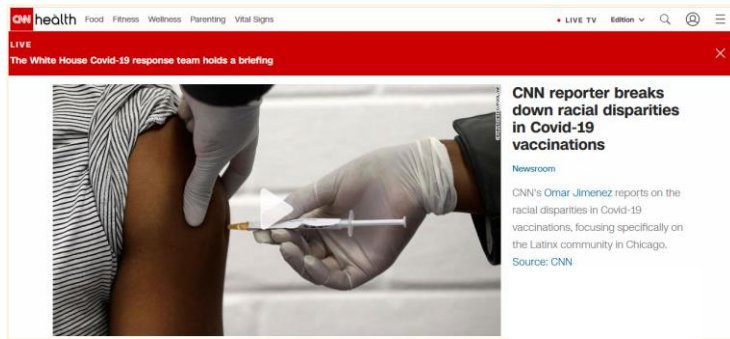 CNN health Food Fitness Wellness Parenting Vital Signs LIVE TV Edition
LIVE
The White House Covid-19 response team holds a briefing
CNN reporter breaks
down racial disparities
in Covid-19
vaccinations
Newsroom
CNN's Omar Jimenez reports on the
racial disparities in Covid-19
vaccinations, focusing specifically on
the Latinx community in Chicago.
Source: CNN